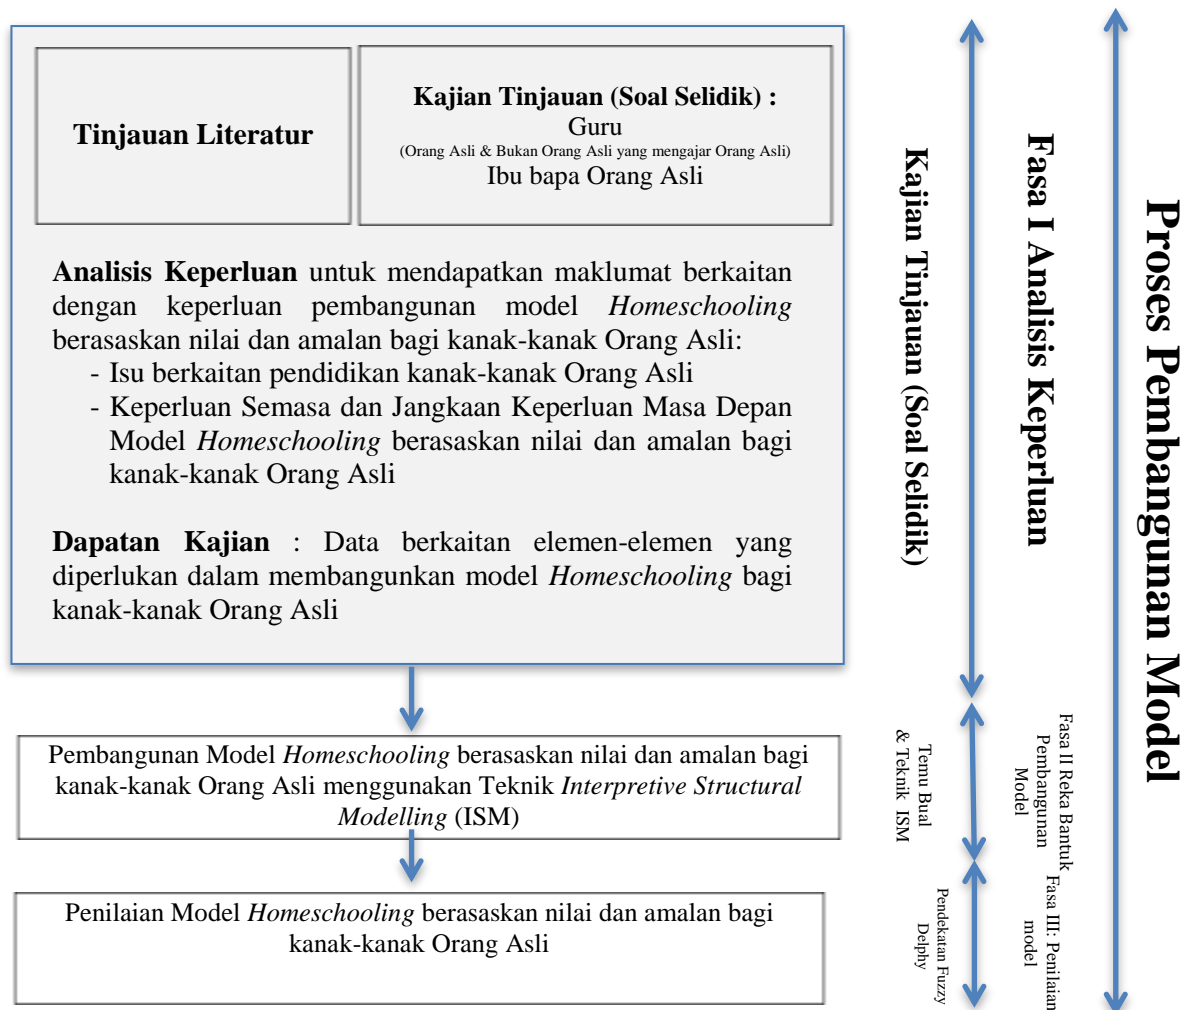 Tinjauan Literatur
Kajian Tinjauan (Soal Selidik) :
Guru
(Orang Asli & Bukan Orang Asli yang mengajar Orang Asli)
Ibu bapa Orang Asli
Analisis Keperluan untuk mendapatkan maklumat berkaitan
dengan keperluan pembangunan model Homeschooling
berasaskan nilai dan amalan bagi kanak-kanak Orang Asli:
- Isu berkaitan pendidikan kanak-kanak Orang Asli
- Keperluan Semasa dan Jangkaan Keperluan Masa Depan
Model Homeschooling berasaskan nilai dan amalan bagi
kanak-kanak Orang Asli
Dapatan Kajian : Data berkaitan elemen-elemen yang
diperlukan dalam membangunkan model Homeschooling bagi
kanak-kanak Orang Asli
Pembangunan Model Homeschooling berasaskan nilai dan amalan bagi
kanak-kanak Orang Asli menggunakan Teknik Interpretive Structural
Modelling (ISM)
Penilaian Model Homeschooling berasaskan nilai dan amalan bagi
kanak-kanak Orang Asli
Kajian Tinjauan (Soal Selidik)
Temu Bual
& Teknik ISM
Pendekatan Fuzzy
Delphy
Fasa I Analisis Keperluan
Fasa II Reka Bantuk
Pembangunan
Model
Fasa III: Penilaian
model
Proses Pembangunan Model